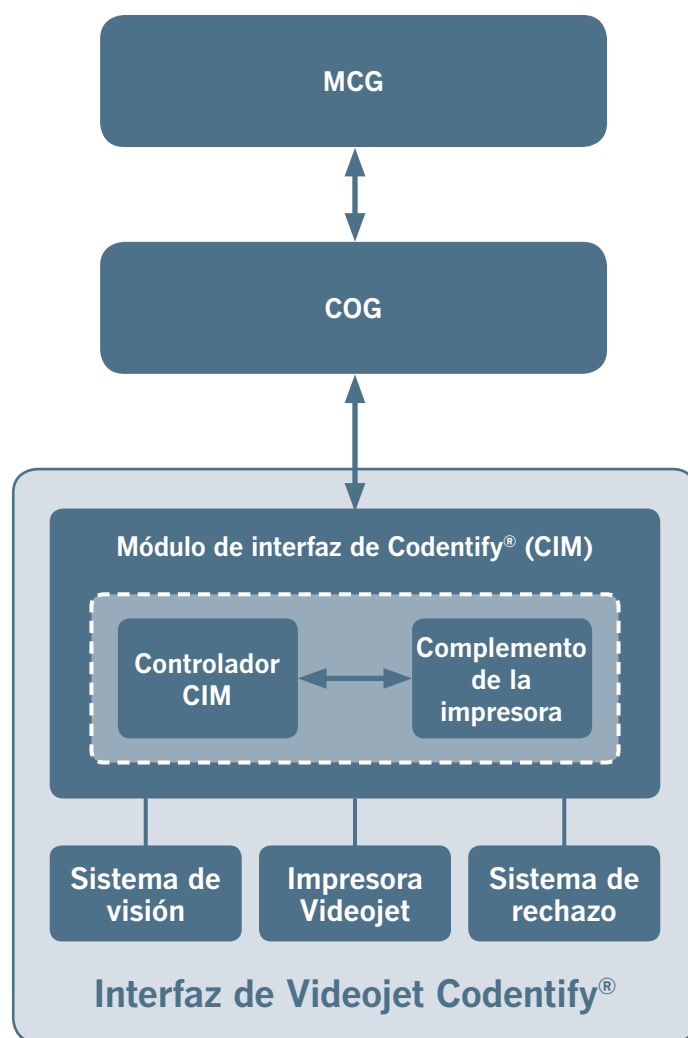 MCG
COG
Módulo de interfaz de Codentify® (CIM)
Controlador
CIM
Complemento
de la
impresora
Sistema de
visión
Impresora
Videojet
Sistema de
rechazo
Interfaz de Videojet Codentify®